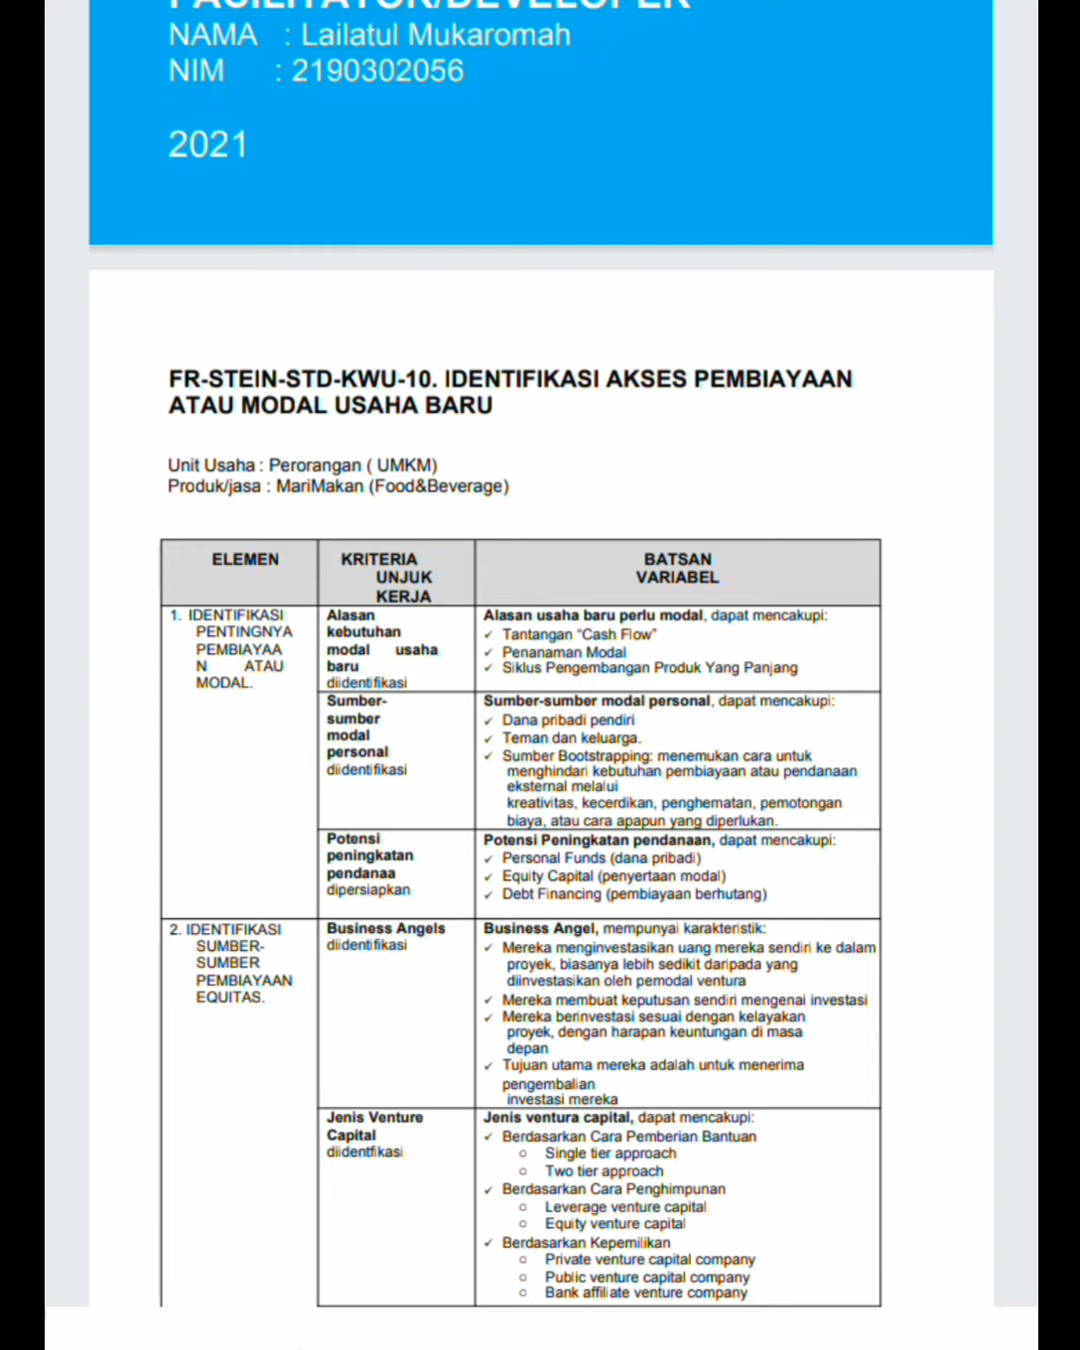 FACILITATOR/DEVELOPER
NAMA : Lailatul Mukaromah
NIM : 2190302056
2021
FR-STEIN-STD-KWU-10. IDENTIFIKASI AKSES PEMBIAYAAN
ATAU MODAL USAHA BARU
Unit Usaha : Perorangan ( UMKM)
Produk/jasa : MariMakan (Food&Beverage)
ELEMEN
KRITERIA
UNJUK
KERJA
BATSAN
VARIABEL
1. IDENTIFIKASI
PENTINGNYA
PEMBIAYAA
N ATAU
MODAL.
Alasan
kebutuhan
modal usaha
baru
diidentifikasi
Alasan usaha baru perlu modal, dapat mencakupi:
✓ Tantangan “Cash Flow”
✓ Penanaman Modal
✓ Siklus Pengembangan Produk Yang Panjang
Sumber-
sumber
modal
personal
diidentifikasi
Sumber-sumber modal personal, dapat mencakupi:
✓ Dana pribadi pendiri
✓ Teman dan keluarga.
✓ Sumber Bootstrapping: menemukan cara untuk
menghindari kebutuhan pembiayaan atau pendanaan
eksternal melalui
kreativitas, kecerdikan, penghematan, pemotongan
biaya, atau cara apapun yang diperlukan.
Potensi
peningkatan
pendanaa
dipersiapkan
Potensi Peningkatan pendanaan, dapat mencakupi:
✓ Personal Funds (dana pribadi)
✓ Equity Capital (penyertaan modal)
✓ Debt Financing (pembiayaan berhutang)
2. IDENTIFIKASI
SUMBER-
SUMBER
PEMBIAYAAN
EQUITAS.
Business Angels
diidentifikasi
Business Angel, mempunyai karakteristik:
✓ Mereka menginvestasikan uang mereka sendiri ke dalam
proyek, biasanya lebih sedikit daripada yang
diinvestasikan oleh pemodal ventura
✓ Mereka membuat keputusan sendiri mengenai investasi
✓ Mereka berinvestasi sesuai dengan kelayakan
proyek, dengan harapan keuntungan di masa
depan
✓ Tujuan utama mereka adalah untuk menerima
pengembalian
investasi mereka
Jenis Venture
Capital
diidentfikasi
Jenis ventura capital, dapat mencakupi:
✓ Berdasarkan Cara Pemberian Bantuan
o Single tier approach
o Two tier approach
✓ Berdasarkan Cara Penghimpunan
o Leverage venture capital
o Equity venture capital
✓ Berdasarkan Kepemilikan
o Private venture capital company
o Public venture capital company
o Bank affiliate venture company